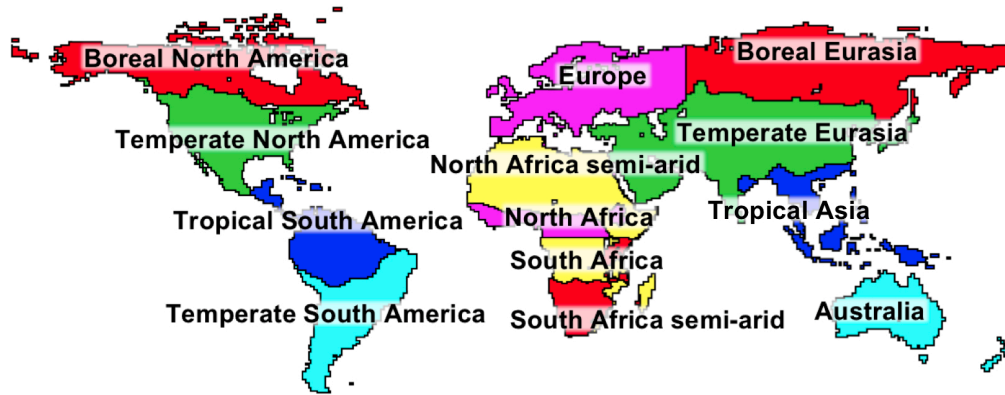 Boreal North America
Boreal Eurasia
Europe
Temperate North America
Temperate Eurasia
North Africa semi-arid
Tropical South America
North Africa
Tropical Asia
South Africa
Temperate South America
South Africa semi-arid
Australia